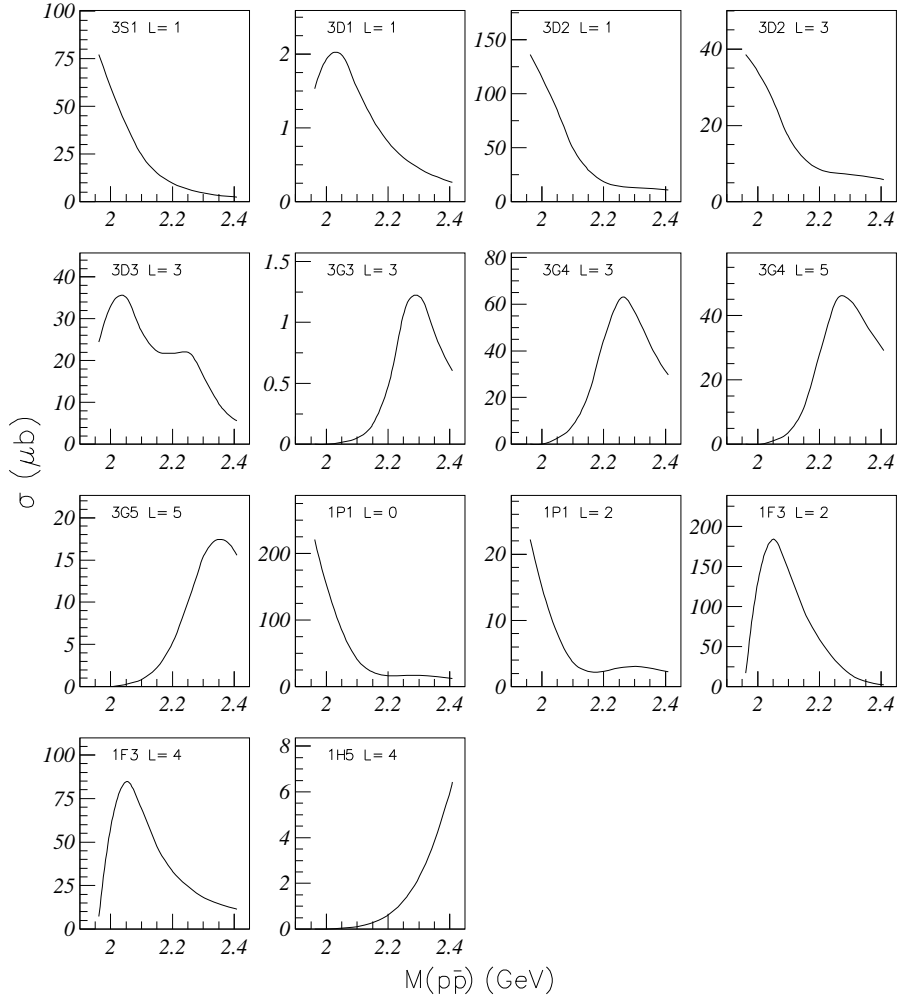 3S1 L= 1
100
75
50
25
0
2 2.2 2.4
3D1 L= 1
2
1
0
2 2.2 2.4
3D2 L= 1
150
100
50
0
2 2.2 2.4
3D2 L= 3
40
20
0
2 2.2 2.4
3D3 L= 3
40
30
20
10
0
2 2.2 2.4
3G3 L= 3
1.5
1
0.5
0
2 2.2 2.4
3G4 L= 3
80
60
40
20
0
2 2.2 2.4
3G4 L= 5
40
20
0
2 2.2 2.4
σ (μb)
3G5 L= 5
20
15
10
5
0
2 2.2 2.4
1P1 L=0
200
100
0
2 2.2 2.4
1P1 L= 2
20
10
0
2 2.2 2.4
1F3 L= 2
200
150
100
50
0
2 2.2 2.4
1F3 L= 4
100
75
50
25
0
2 2.2 2.4
1H5 L= 4
8
6
4
2
0
2 2.2 2.4
M(pp̄) (GeV)